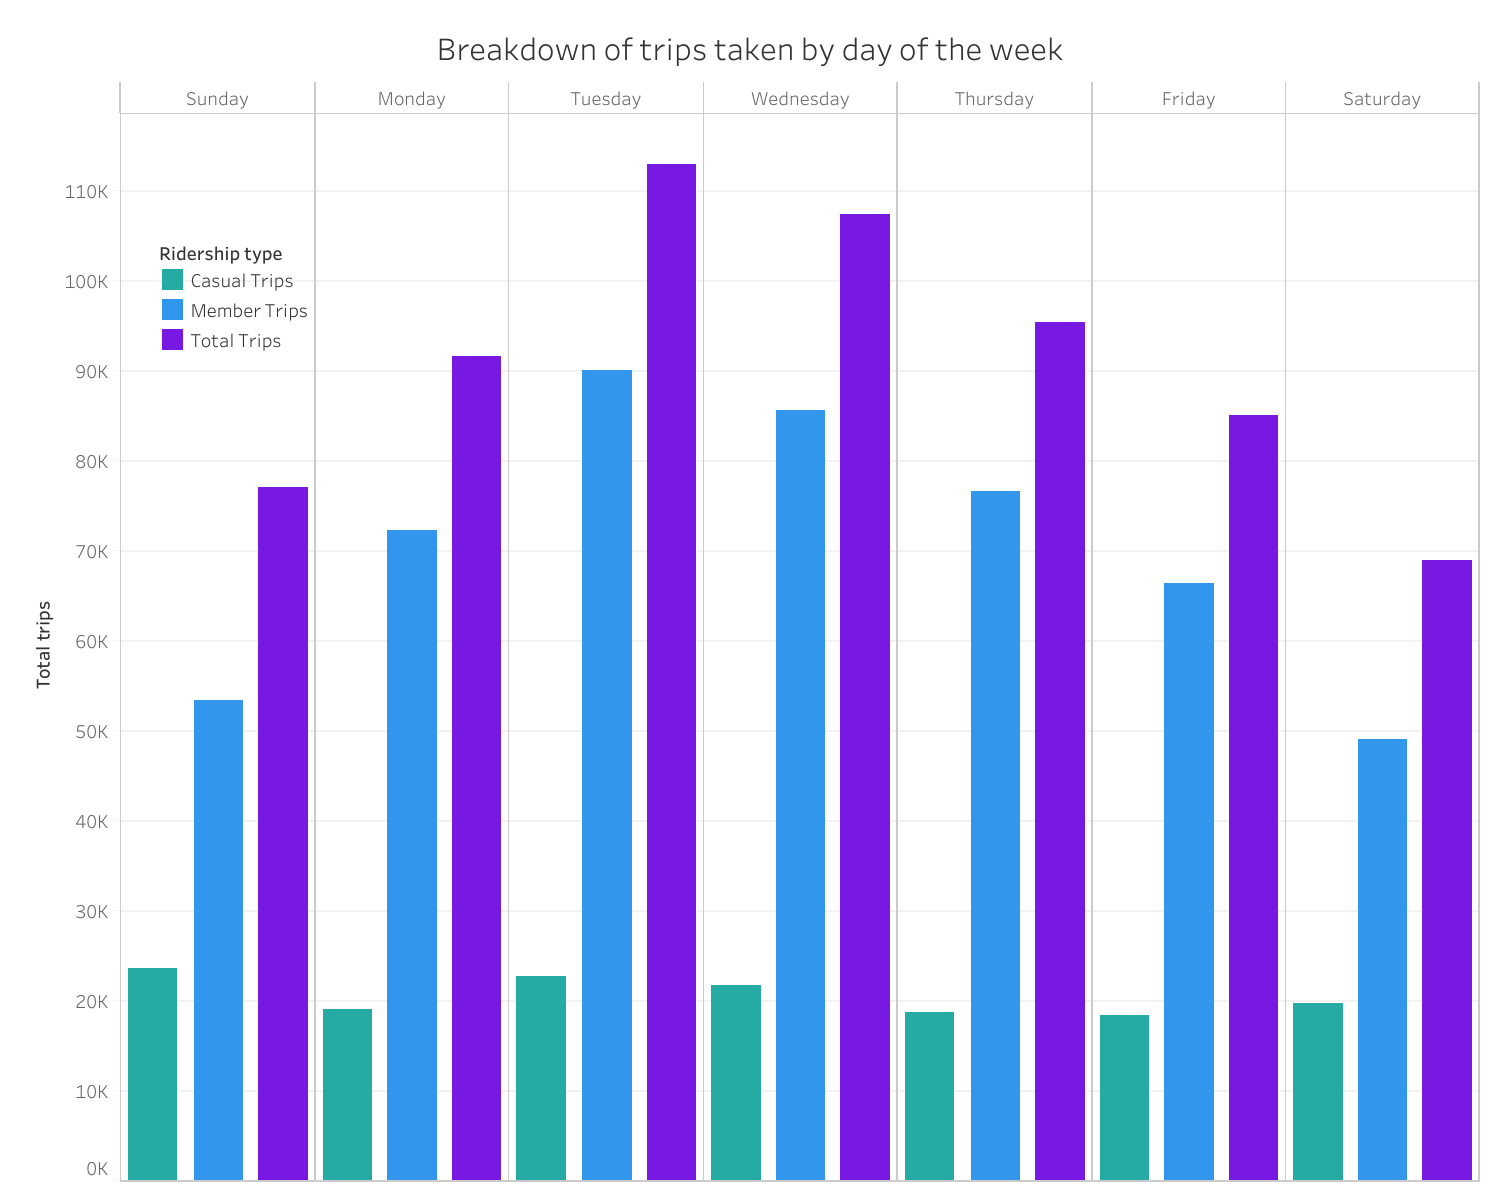 Breakdown of trips taken by day of the week
Sunday Monday Tuesday Wednesday Thursday Friday Saturday
110K
100K
90K
80K
70K
60K
50K
40K
30K
20K
10K
0K
Total trips
Ridership type
Casual Trips
Member Trips
Total Trips